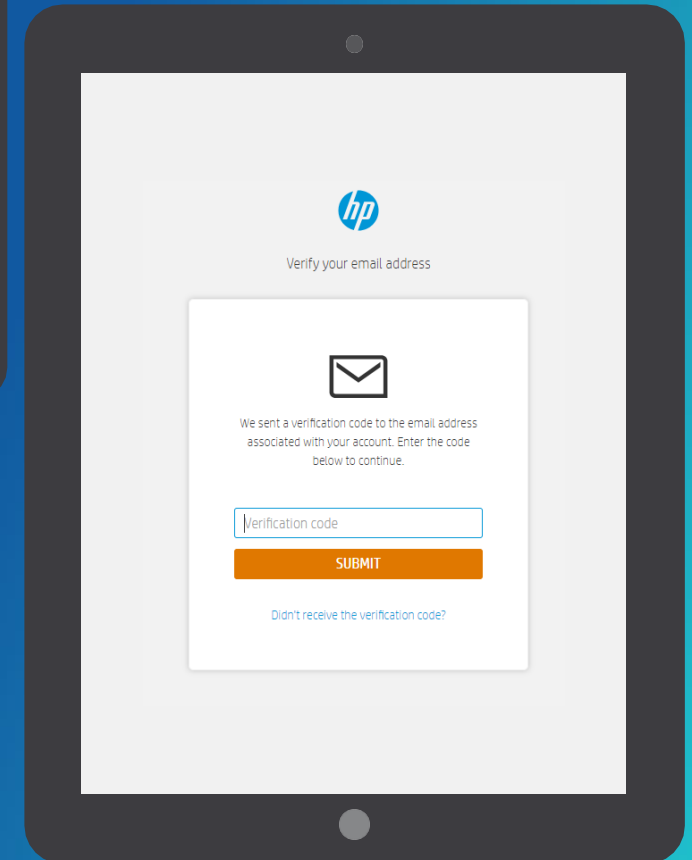 hp
Verify your email address
We sent a verification code to the email address
associated with your account. Enter the code
below to continue.
Verification code
SUBMIT
Didn't receive the verification code?